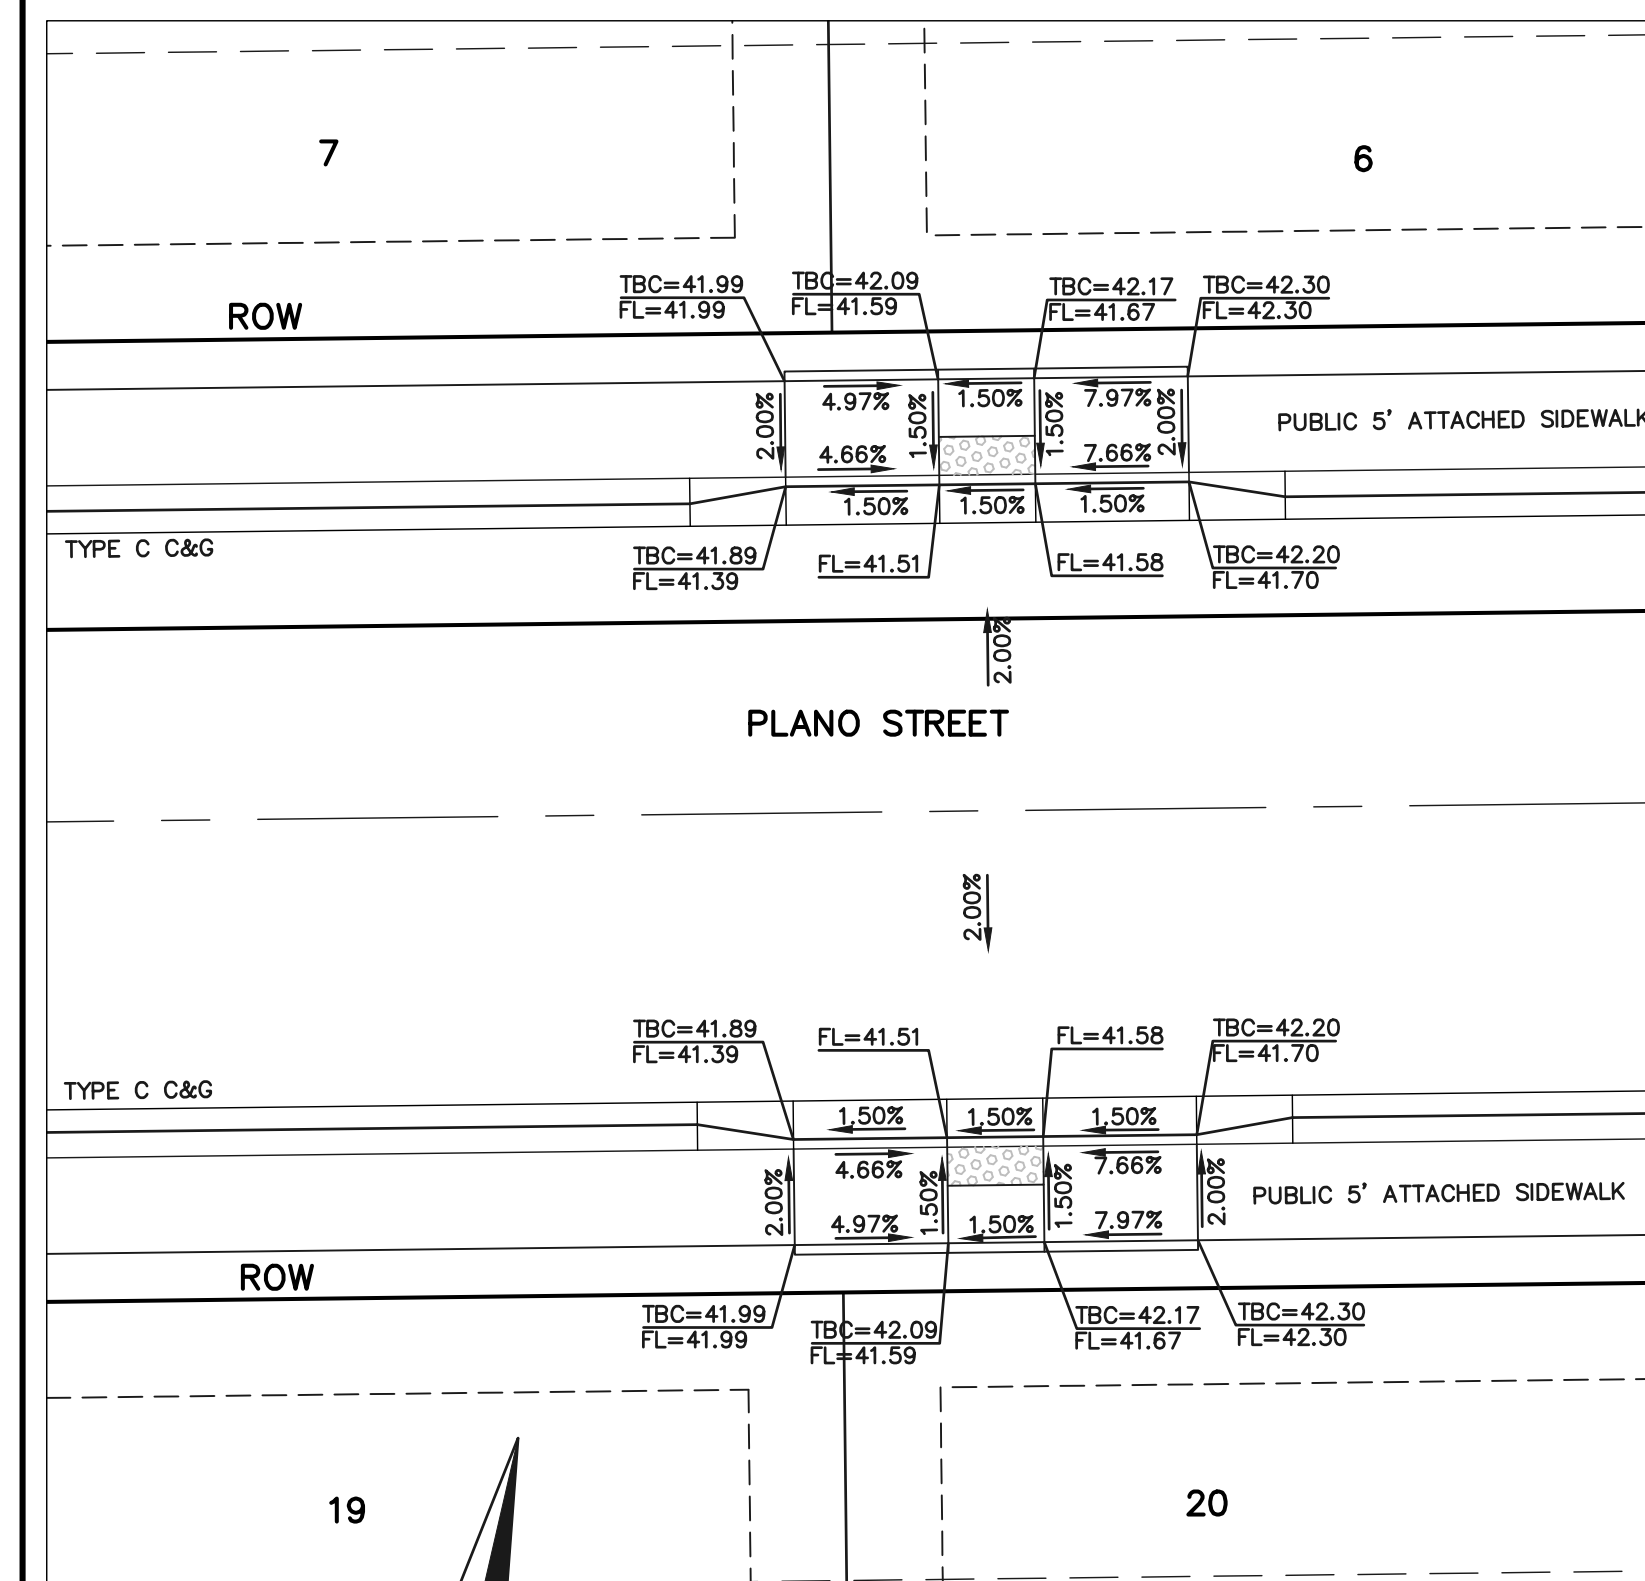 7
6
TBC=41.99
FL=41.99
TBC=42.09
FL=41.59
TBC=42.17
FL=41.67
TBC=42.30
FL=42.30
ROW
4.97%
1.50%
7.97%
2.00%
1.50%
1.50%
2.00%
PUBLIC 5' ATTACHED SIDEWALK
4.66%
7.66%
1.50%
1.50%
1.50%
TYPE C C&G
TBC=41.89
FL=41.39
FL=41.51
FL=41.58
TBC=42.20
FL=41.70
2.00%
PLANO STREET
2.00%
TBC=41.89
FL=41.39
FL=41.51
FL=41.58
TBC=42.20
FL=41.70
TYPE C C&G
1.50%
1.50%
1.50%
4.66%
7.66%
2.00%
1.50%
1.50%
2.00%
PUBLIC 5' ATTACHED SIDEWALK
4.97%
1.50%
7.97%
ROW
TBC=41.99
FL=41.99
TBC=42.09
FL=41.59
TBC=42.17
FL=41.67
TBC=42.30
FL=42.30
19
20